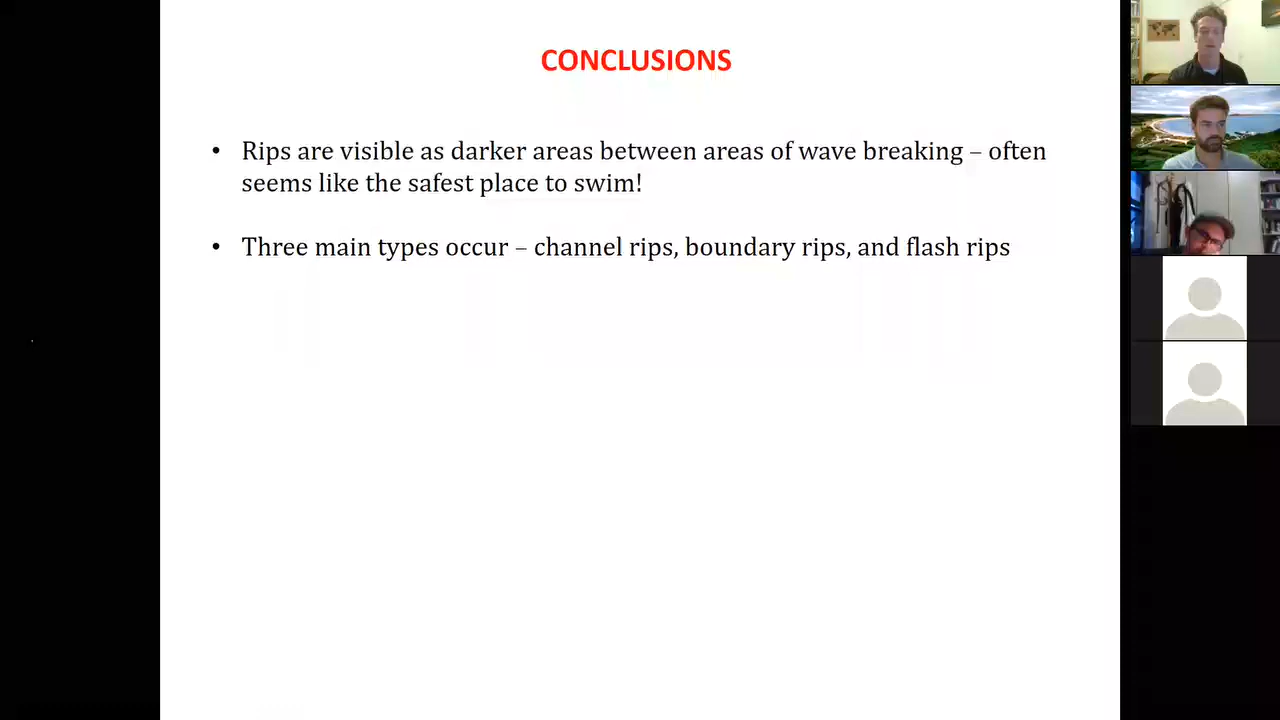 CONCLUSIONS
• Rips are visible as darker areas between areas of wave breaking – often
seems like the safest place to swim!
• Three main types occur – channel rips, boundary rips, and flash rips